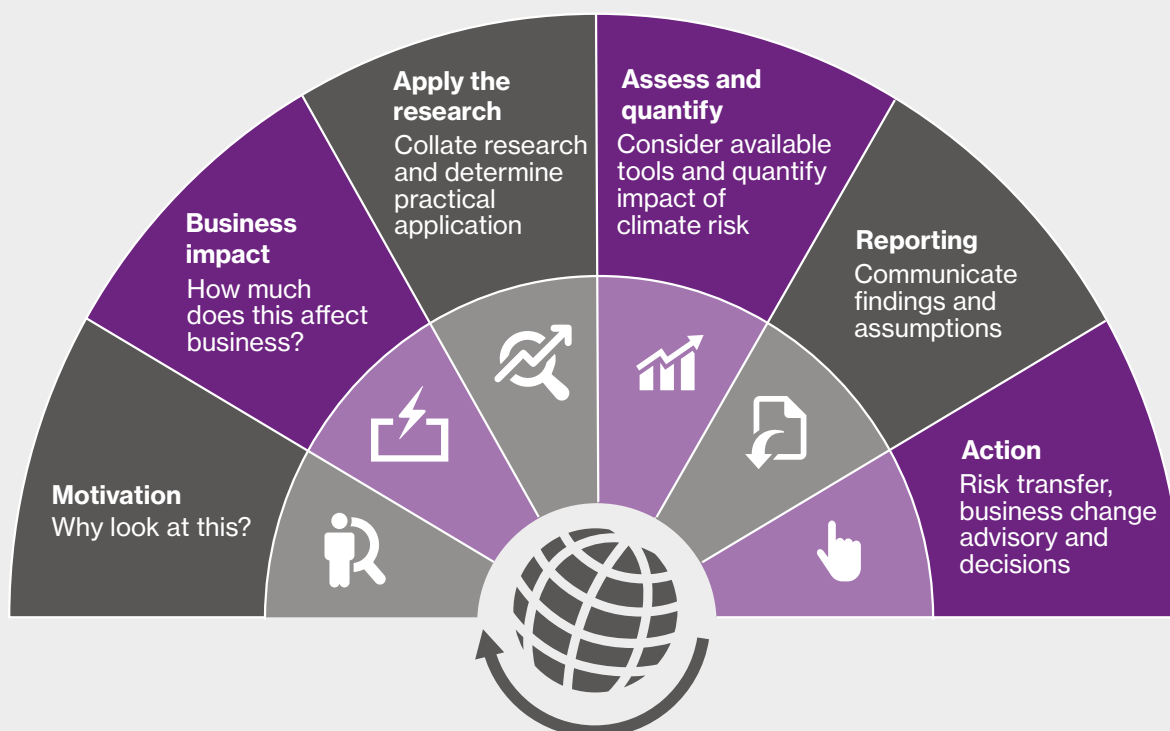 Motivation
Why look at this?
Business
impact
How much
does this affect
business?
Apply the
research
Collate research
and determine
practical
application
Assess and
quantify
Consider available
tools and quantify
impact of
climate risk
Reporting
Communicate
findings and
assumptions
Action
Risk transfer,
business change
advisory and
decisions